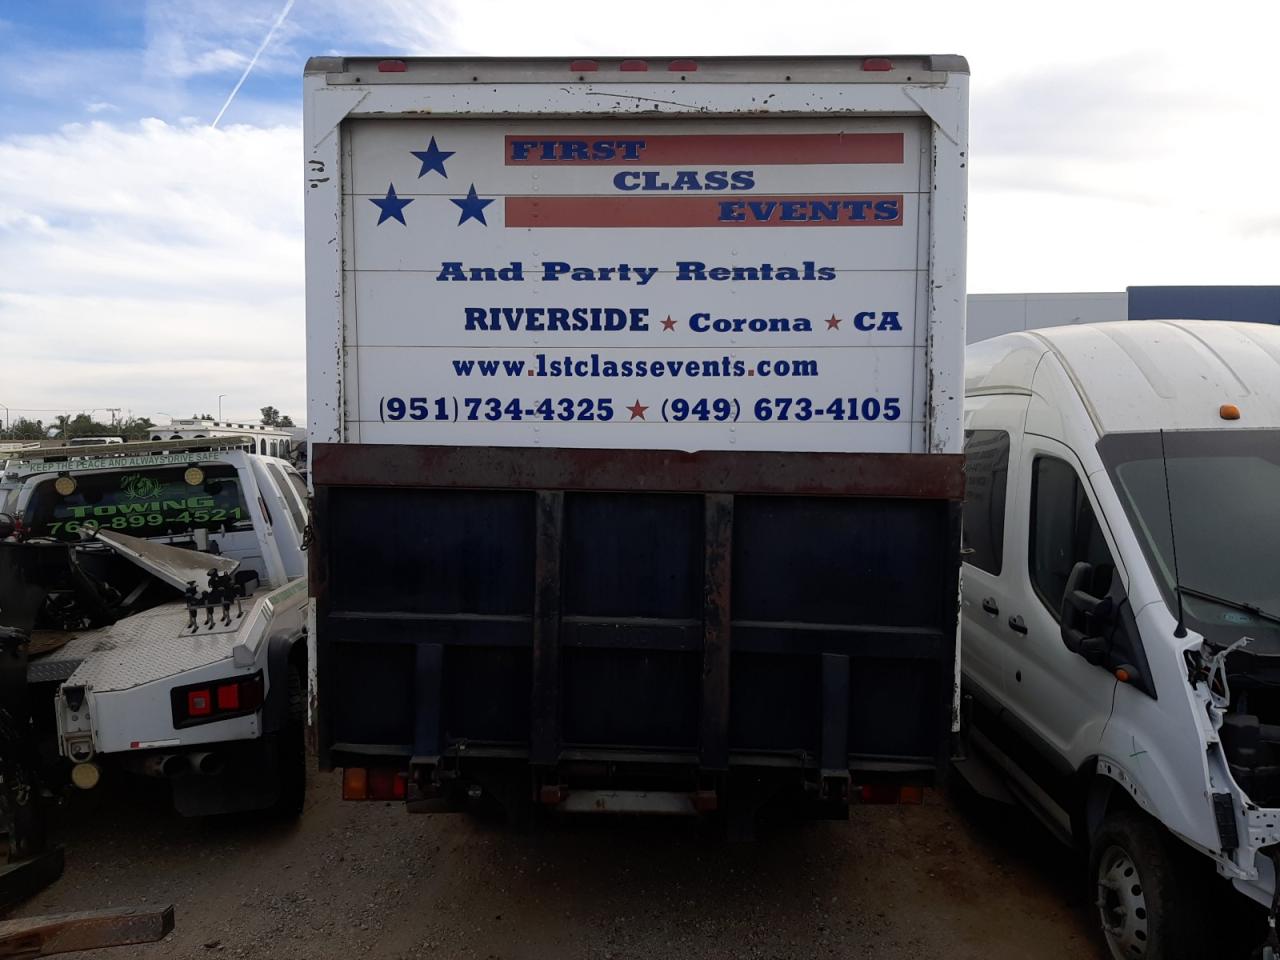 FIRST
CLASS
EVENTS
And Party Rentals
RIVERSIDE ★ Corona ★ CA
www.1stclassevents.com
(951) 734-4325 ★ (949) 673-4105
KEEP THE PEACE AND ALWAYS DRIVE SAFE
TOWING
760-899-4521